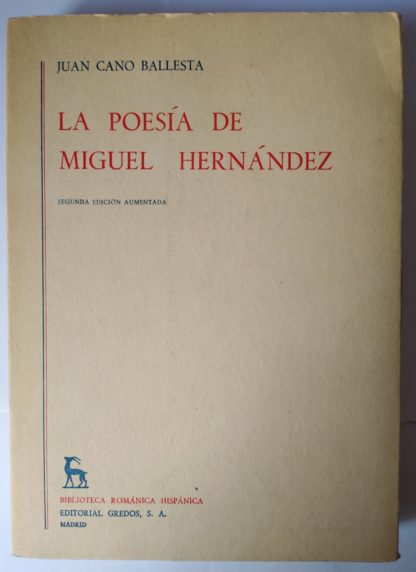 JUAN CANO BALLESTA
LA POESÍA DE
MIGUEL HERNÁNDEZ
SEGUNDA EDICIÓN AUMENTADA
BIBLIOTECA ROMÁNICA HISPÁNICA
EDITORIAL GREDOS, S. A.
MADRID